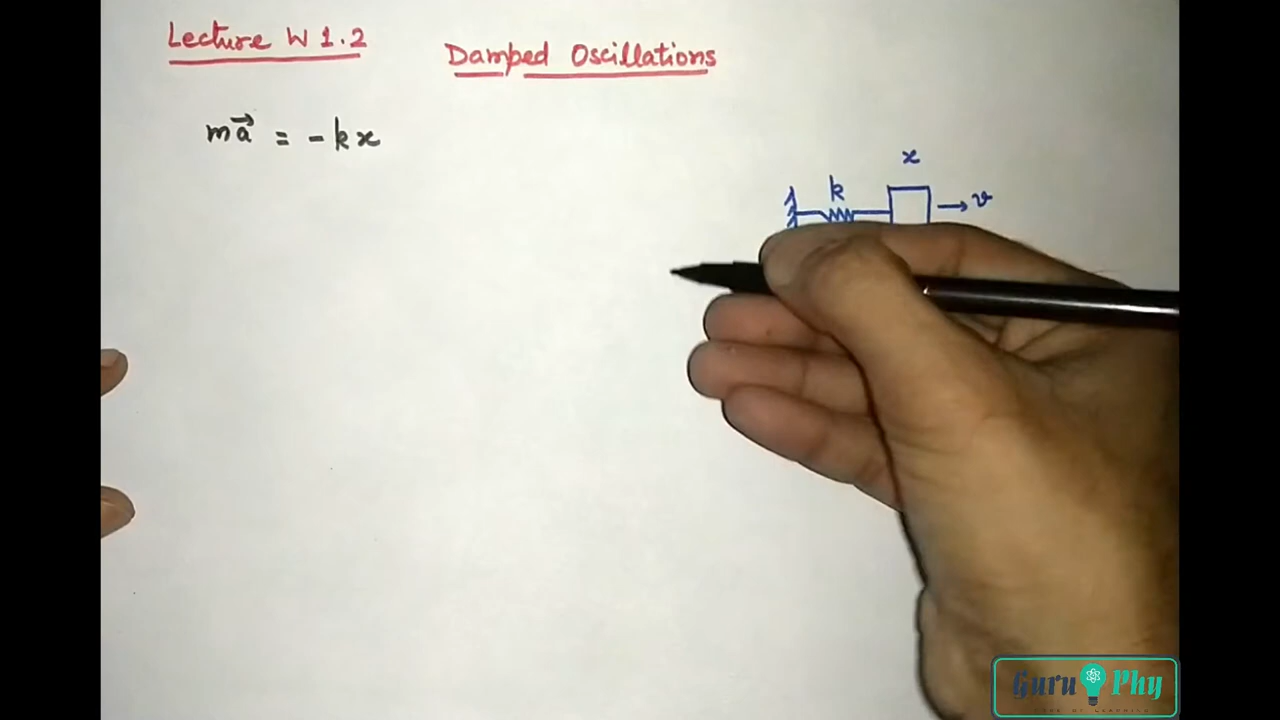 Lecture W 1.2
Damped Oscillations
ma⃗ = -kx
x
k
v
Guru Phy